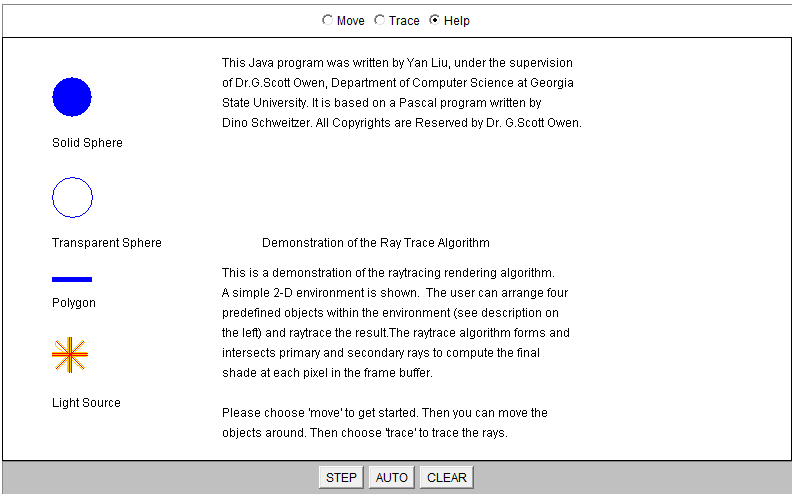 Move Trace Help
This Java program was written by Yan Liu, under the supervision
of Dr.G.Scott Owen, Department of Computer Science at Georgia
State University. It is based on a Pascal program written by
Dino Schweitzer. All Copyrights are Reserved by Dr. G.Scott Owen.
Solid Sphere
Transparent Sphere
Demonstration of the Ray Trace Algorithm
This is a demonstration of the raytracing rendering algorithm.
A simple 2-D environment is shown. The user can arrange four
predefined objects within the environment (see description on
the left) and raytrace the result.The raytrace algorithm forms and
intersects primary and secondary rays to compute the final
shade at each pixel in the frame buffer.
Polygon
Light Source
Please choose 'move' to get started. Then you can move the
objects around. Then choose 'trace' to trace the rays.
STEP AUTO CLEAR